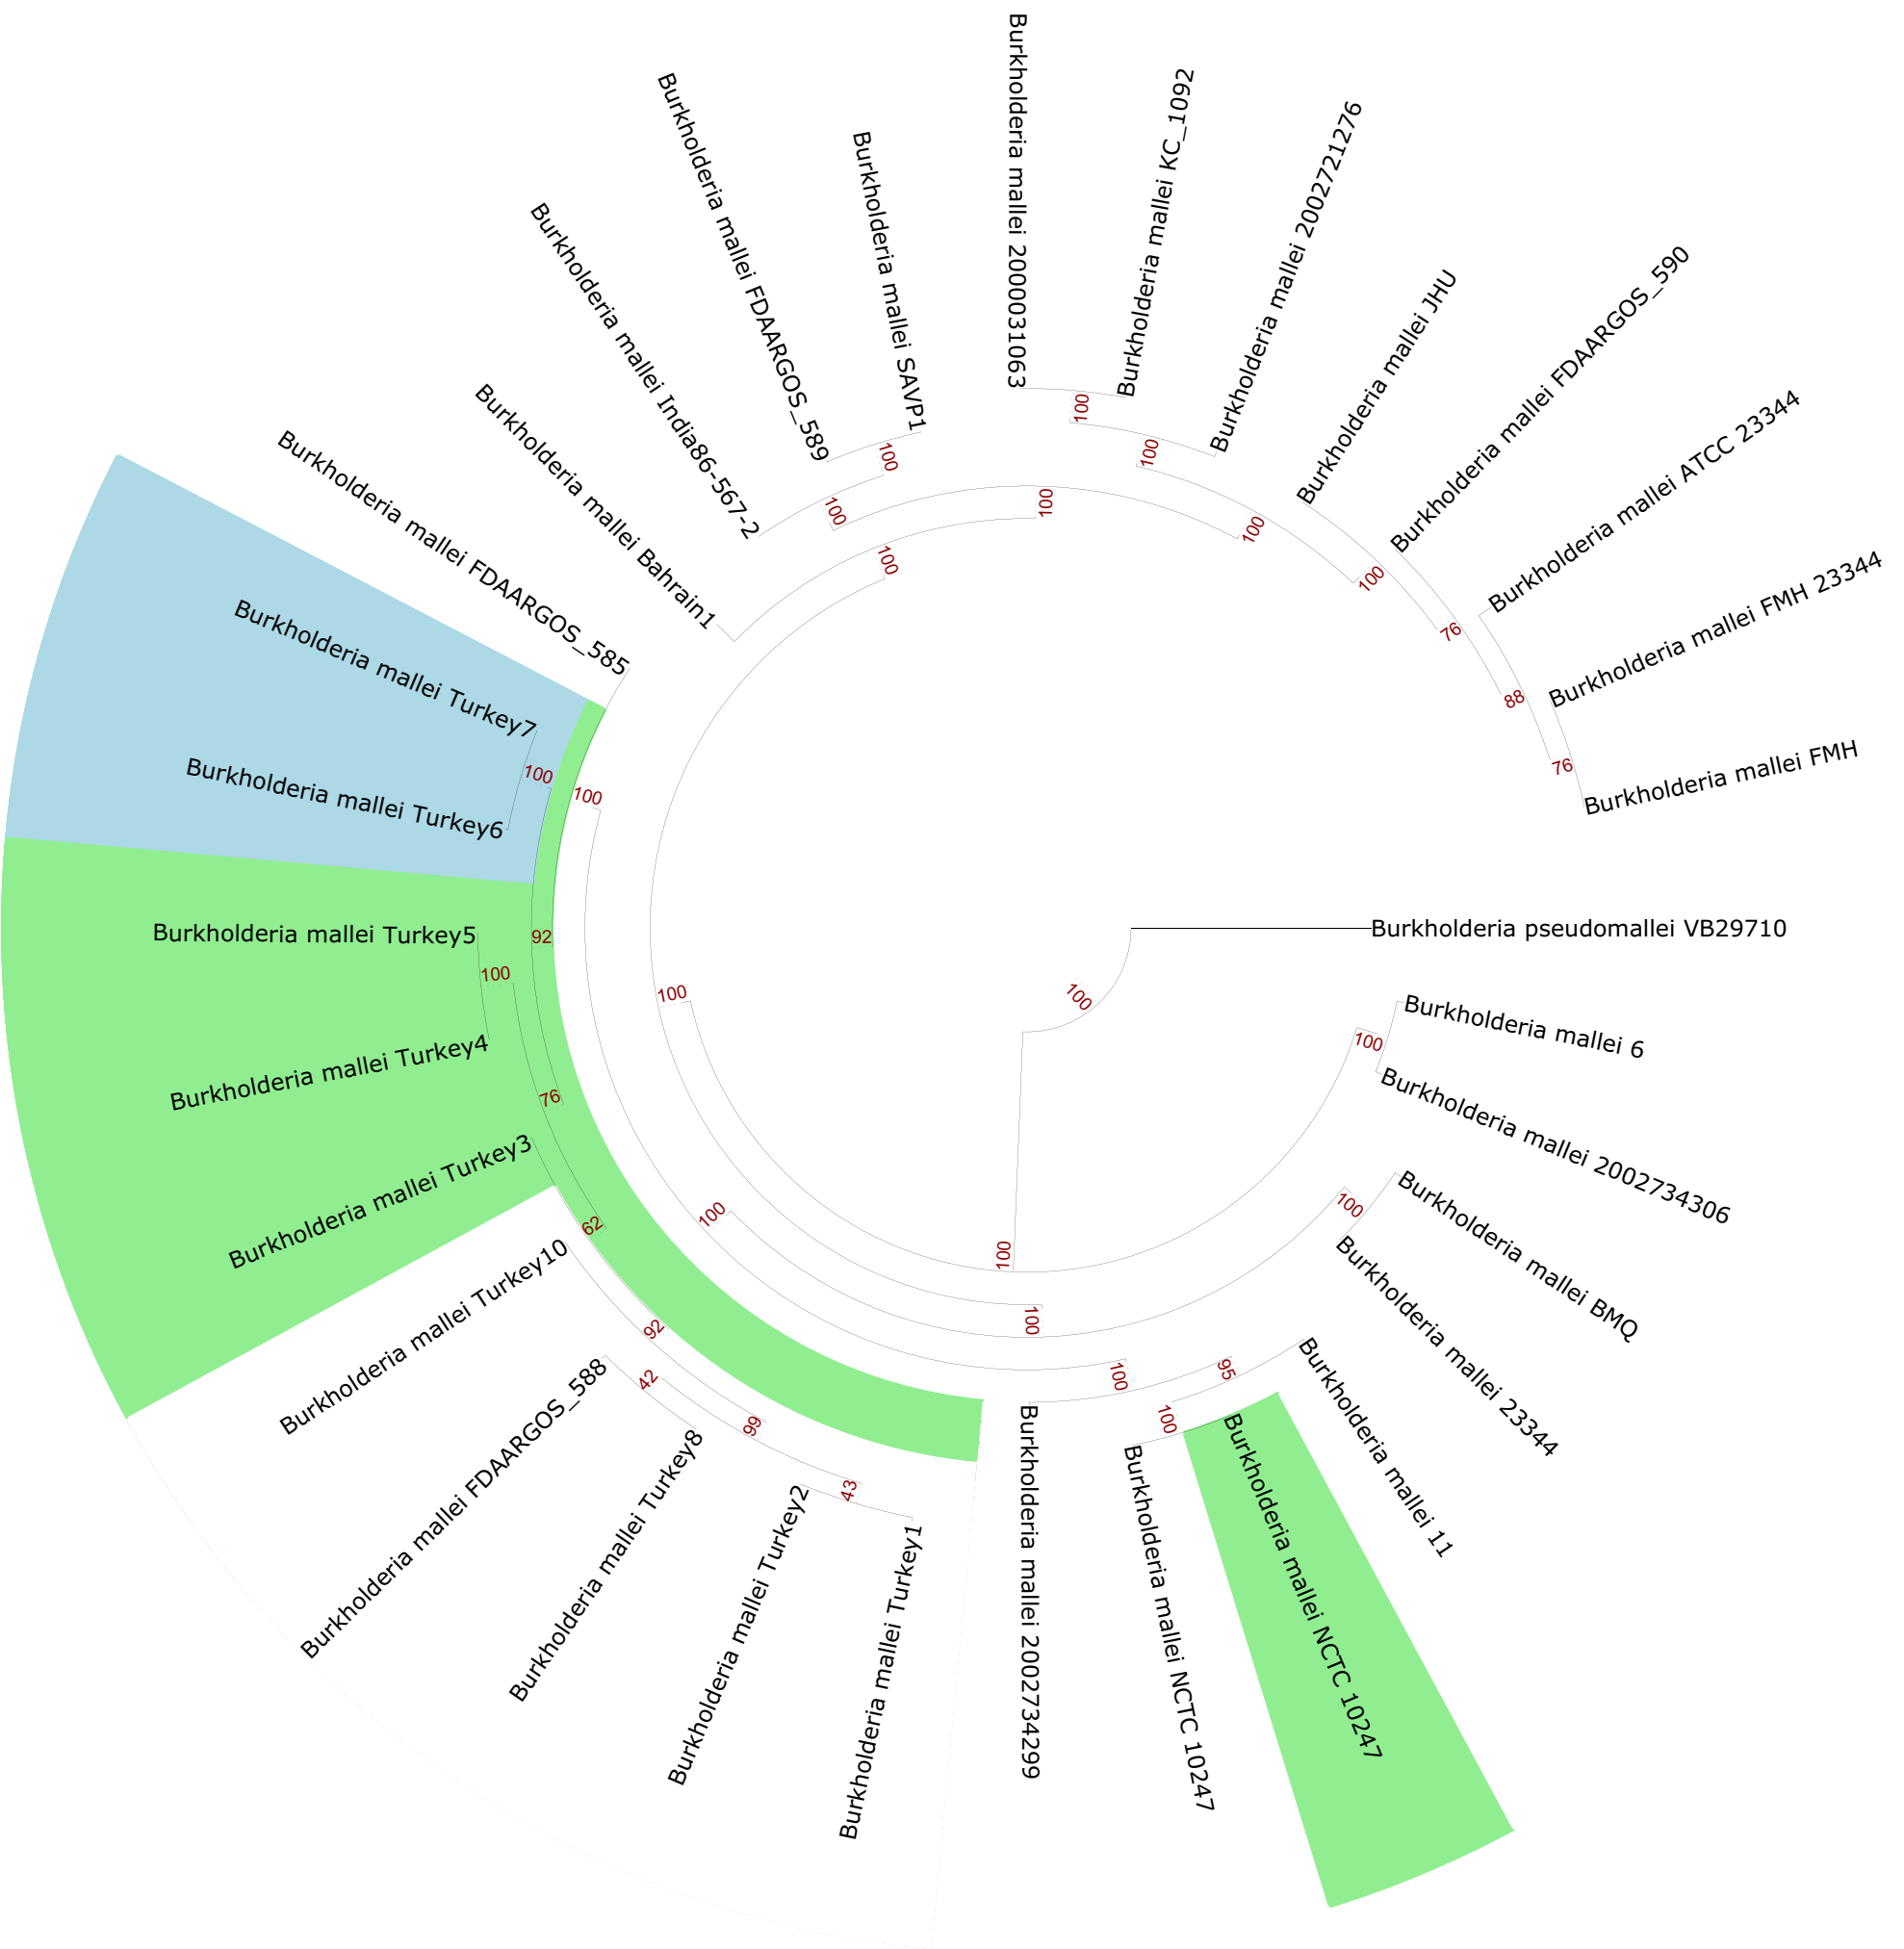 Burkholderia mallei 2000031063
Burkholderia mallei KC_1092
Burkholderia mallei 2002721276
Burkholderia mallei JHU
Burkholderia mallei FDAARGOS_590
Burkholderia mallei ATCC 23344
Burkholderia mallei FMH 23344
Burkholderia mallei FMH
Burkholderia pseudomallei VB29710
Burkholderia mallei 6
Burkholderia mallei 2002734306
Burkholderia mallei BMQ
Burkholderia mallei 23344
Burkholderia mallei 11
Burkholderia mallei NCTC 10247
Burkholderia mallei NCTC 10247
Burkholderia mallei 2002734299
Burkholderia mallei Turkey1
Burkholderia mallei Turkey2
Burkholderia mallei Turkey8
Burkholderia mallei FDAARGOS_588
Burkholderia mallei Turkey10
Burkholderia mallei Turkey3
Burkholderia mallei Turkey4
Burkholderia mallei Turkey5
Burkholderia mallei Turkey6
Burkholderia mallei Turkey7
Burkholderia mallei FDAARGOS_585
Burkholderia mallei Bahrain1
Burkholderia mallei India86-567-2
Burkholderia mallei FDAARGOS_589
Burkholderia mallei SAVP1
100
100
100
100
100
100
100
100
76
88
76
100
100
92
100
76
62
92
42
99
43
100
100
100
100
100
100
100
100
95
100